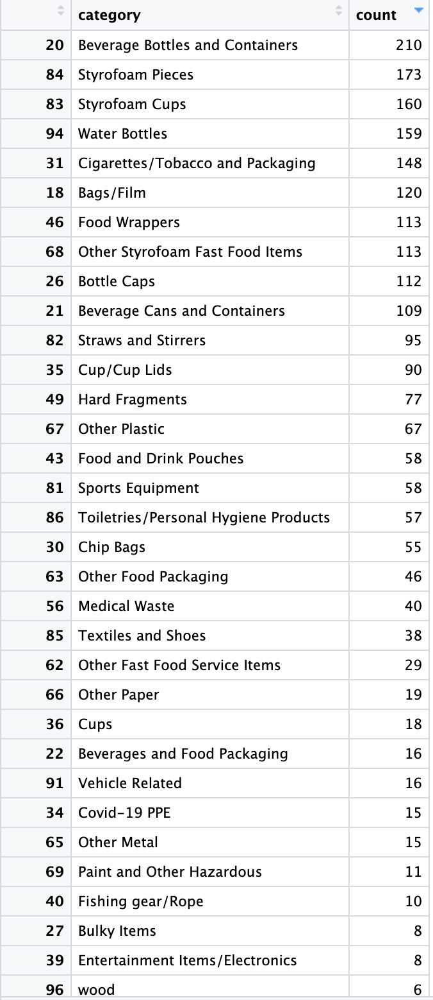 category count
20 Beverage Bottles and Containers 210
84 Styrofoam Pieces 173
83 Styrofoam Cups 160
94 Water Bottles 159
31 Cigarettes/Tobacco and Packaging 148
18 Bags/Film 120
46 Food Wrappers 113
68 Other Styrofoam Fast Food Items 113
26 Bottle Caps 112
21 Beverage Cans and Containers 109
82 Straws and Stirrers 95
35 Cup/Cup Lids 90
49 Hard Fragments 77
67 Other Plastic 67
43 Food and Drink Pouches 58
81 Sports Equipment 58
86 Toiletries/Personal Hygiene Products 57
30 Chip Bags 55
63 Other Food Packaging 46
56 Medical Waste 40
85 Textiles and Shoes 38
62 Other Fast Food Service Items 29
66 Other Paper 19
36 Cups 18
22 Beverages and Food Packaging 16
91 Vehicle Related 16
34 Covid-19 PPE 15
65 Other Metal 15
69 Paint and Other Hazardous 11
40 Fishing gear/Rope 10
27 Bulky Items 8
39 Entertainment Items/Electronics 8
96 wood 6